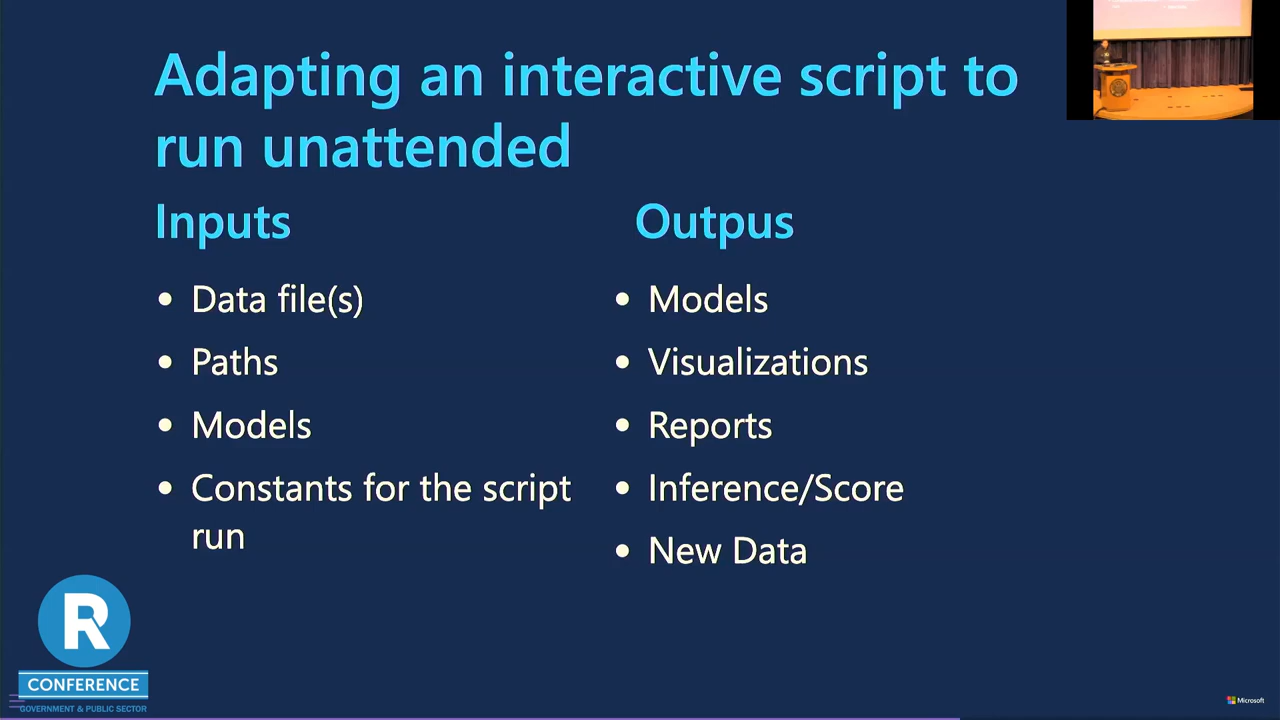 Adapting an interactive script to
run unattended
Inputs
• Data file(s)
• Paths
• Models
• Constants for the script
run
Outpus
• Models
• Visualizations
• Reports
• Inference/Score
• New Data
R
CONFERENCE
GOVERNMENT & PUBLIC SECTOR
Microsoft